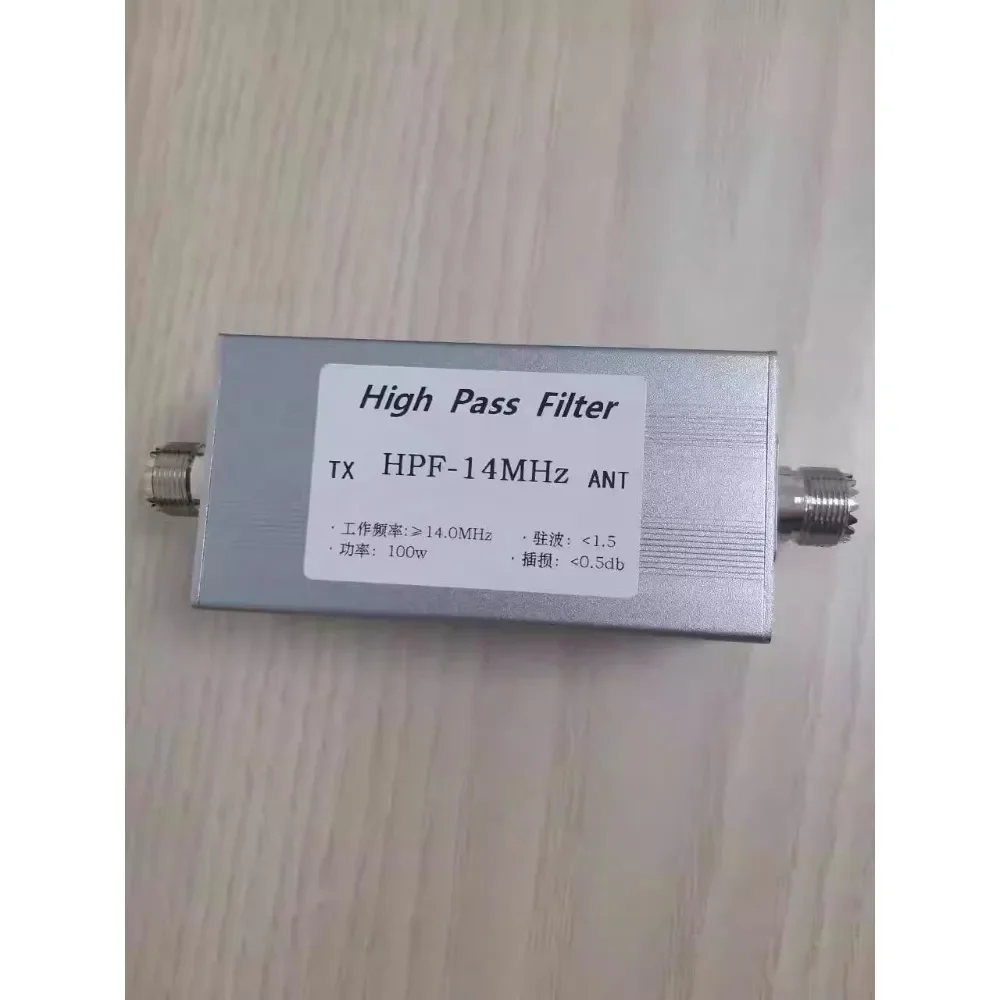 High Pass Filter
TX HPF-14MHz ANT
·工作频率:≥14.0MHz ·驻波: <1.5
·功率: 100w ·插损: <0.5db